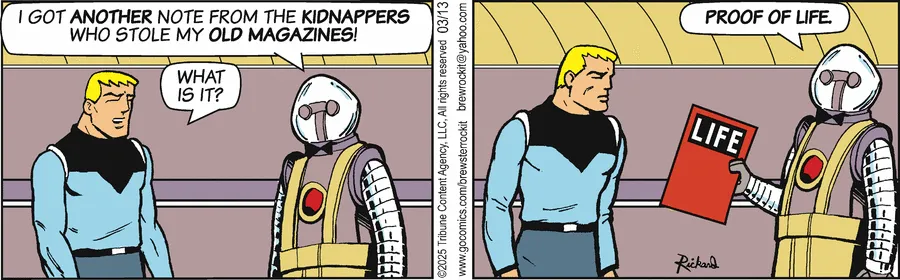 I GOT ANOTHER NOTE FROM THE KIDNAPPERS
WHO STOLE MY OLD MAGAZINES!
WHAT
IS IT?
©2025 Tribune Content Agency, LLC, All rights reserved 03/13
www.gocomics.com/brewsterrockit brewrockit@yahoo.com
PROOF OF LIFE.
LIFE
Rickard